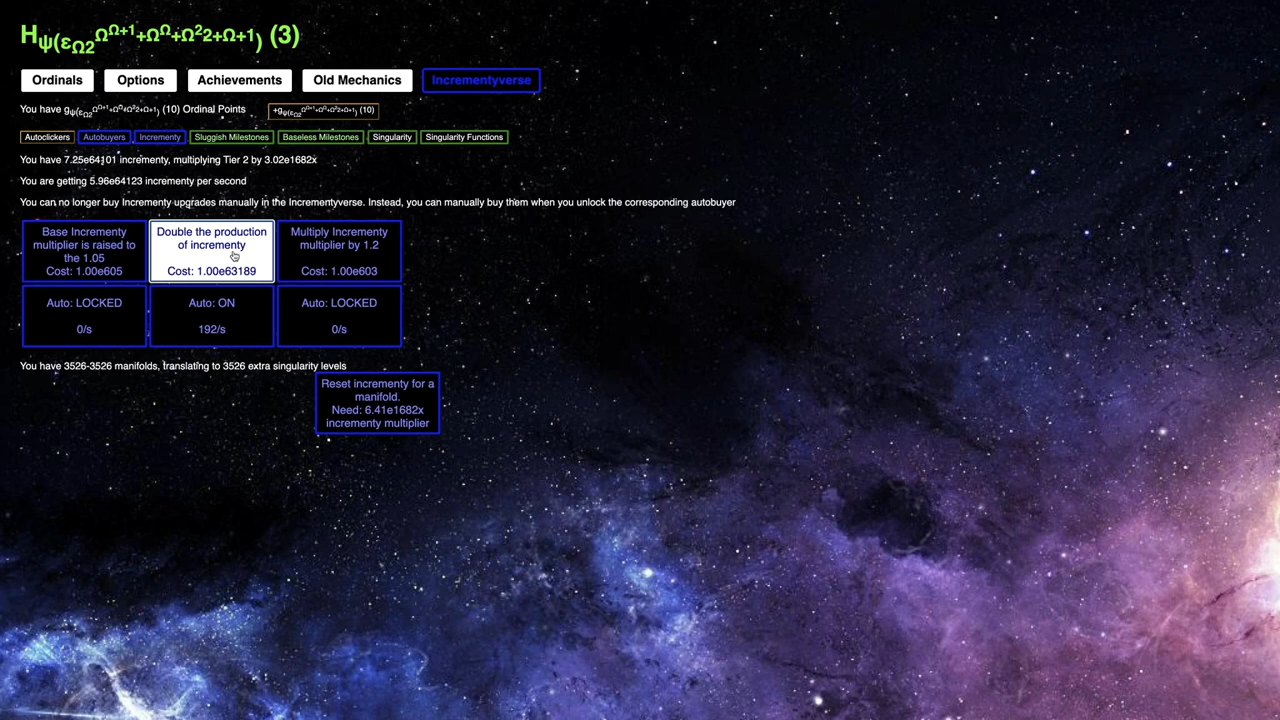 Hψ(ε_Ω2^Ω^Ω+1+Ω^Ω+Ω^2 2+Ω+1) (3)
Ordinals Options Achievements Old Mechanics Incrementyverse
You have gψ(ε_Ω2^Ω^Ω+1+Ω^Ω+Ω^2 2+Ω+1) (10) Ordinal Points +gψ(ε_Ω2^Ω^Ω+1+Ω^Ω+Ω^2 2+Ω+1) (10)
Autoclickers Autobuyers Incrementy Sluggish Milestones Baseless Milestones Singularity Singularity Functions
You have 7.25e64101 incrementy, multiplying Tier 2 by 3.02e1682x
You are getting 5.96e64123 incrementy per second
You can no longer buy Incrementy upgrades manually in the Incrementyverse. Instead, you can manually buy them when you unlock the corresponding autobuyer
Base Incrementy
multiplier is raised to
the 1.05
Cost: 1.00e605
Double the production
of incrementy
Cost: 1.00e63189
Multiply Incrementy
multiplier by 1.2
Cost: 1.00e603
Auto: LOCKED
0/s
Auto: ON
192/s
Auto: LOCKED
0/s
You have 3526-3526 manifolds, translating to 3526 extra singularity levels
Reset incrementy for a
manifold.
Need: 6.41e1682x
incrementy multiplier